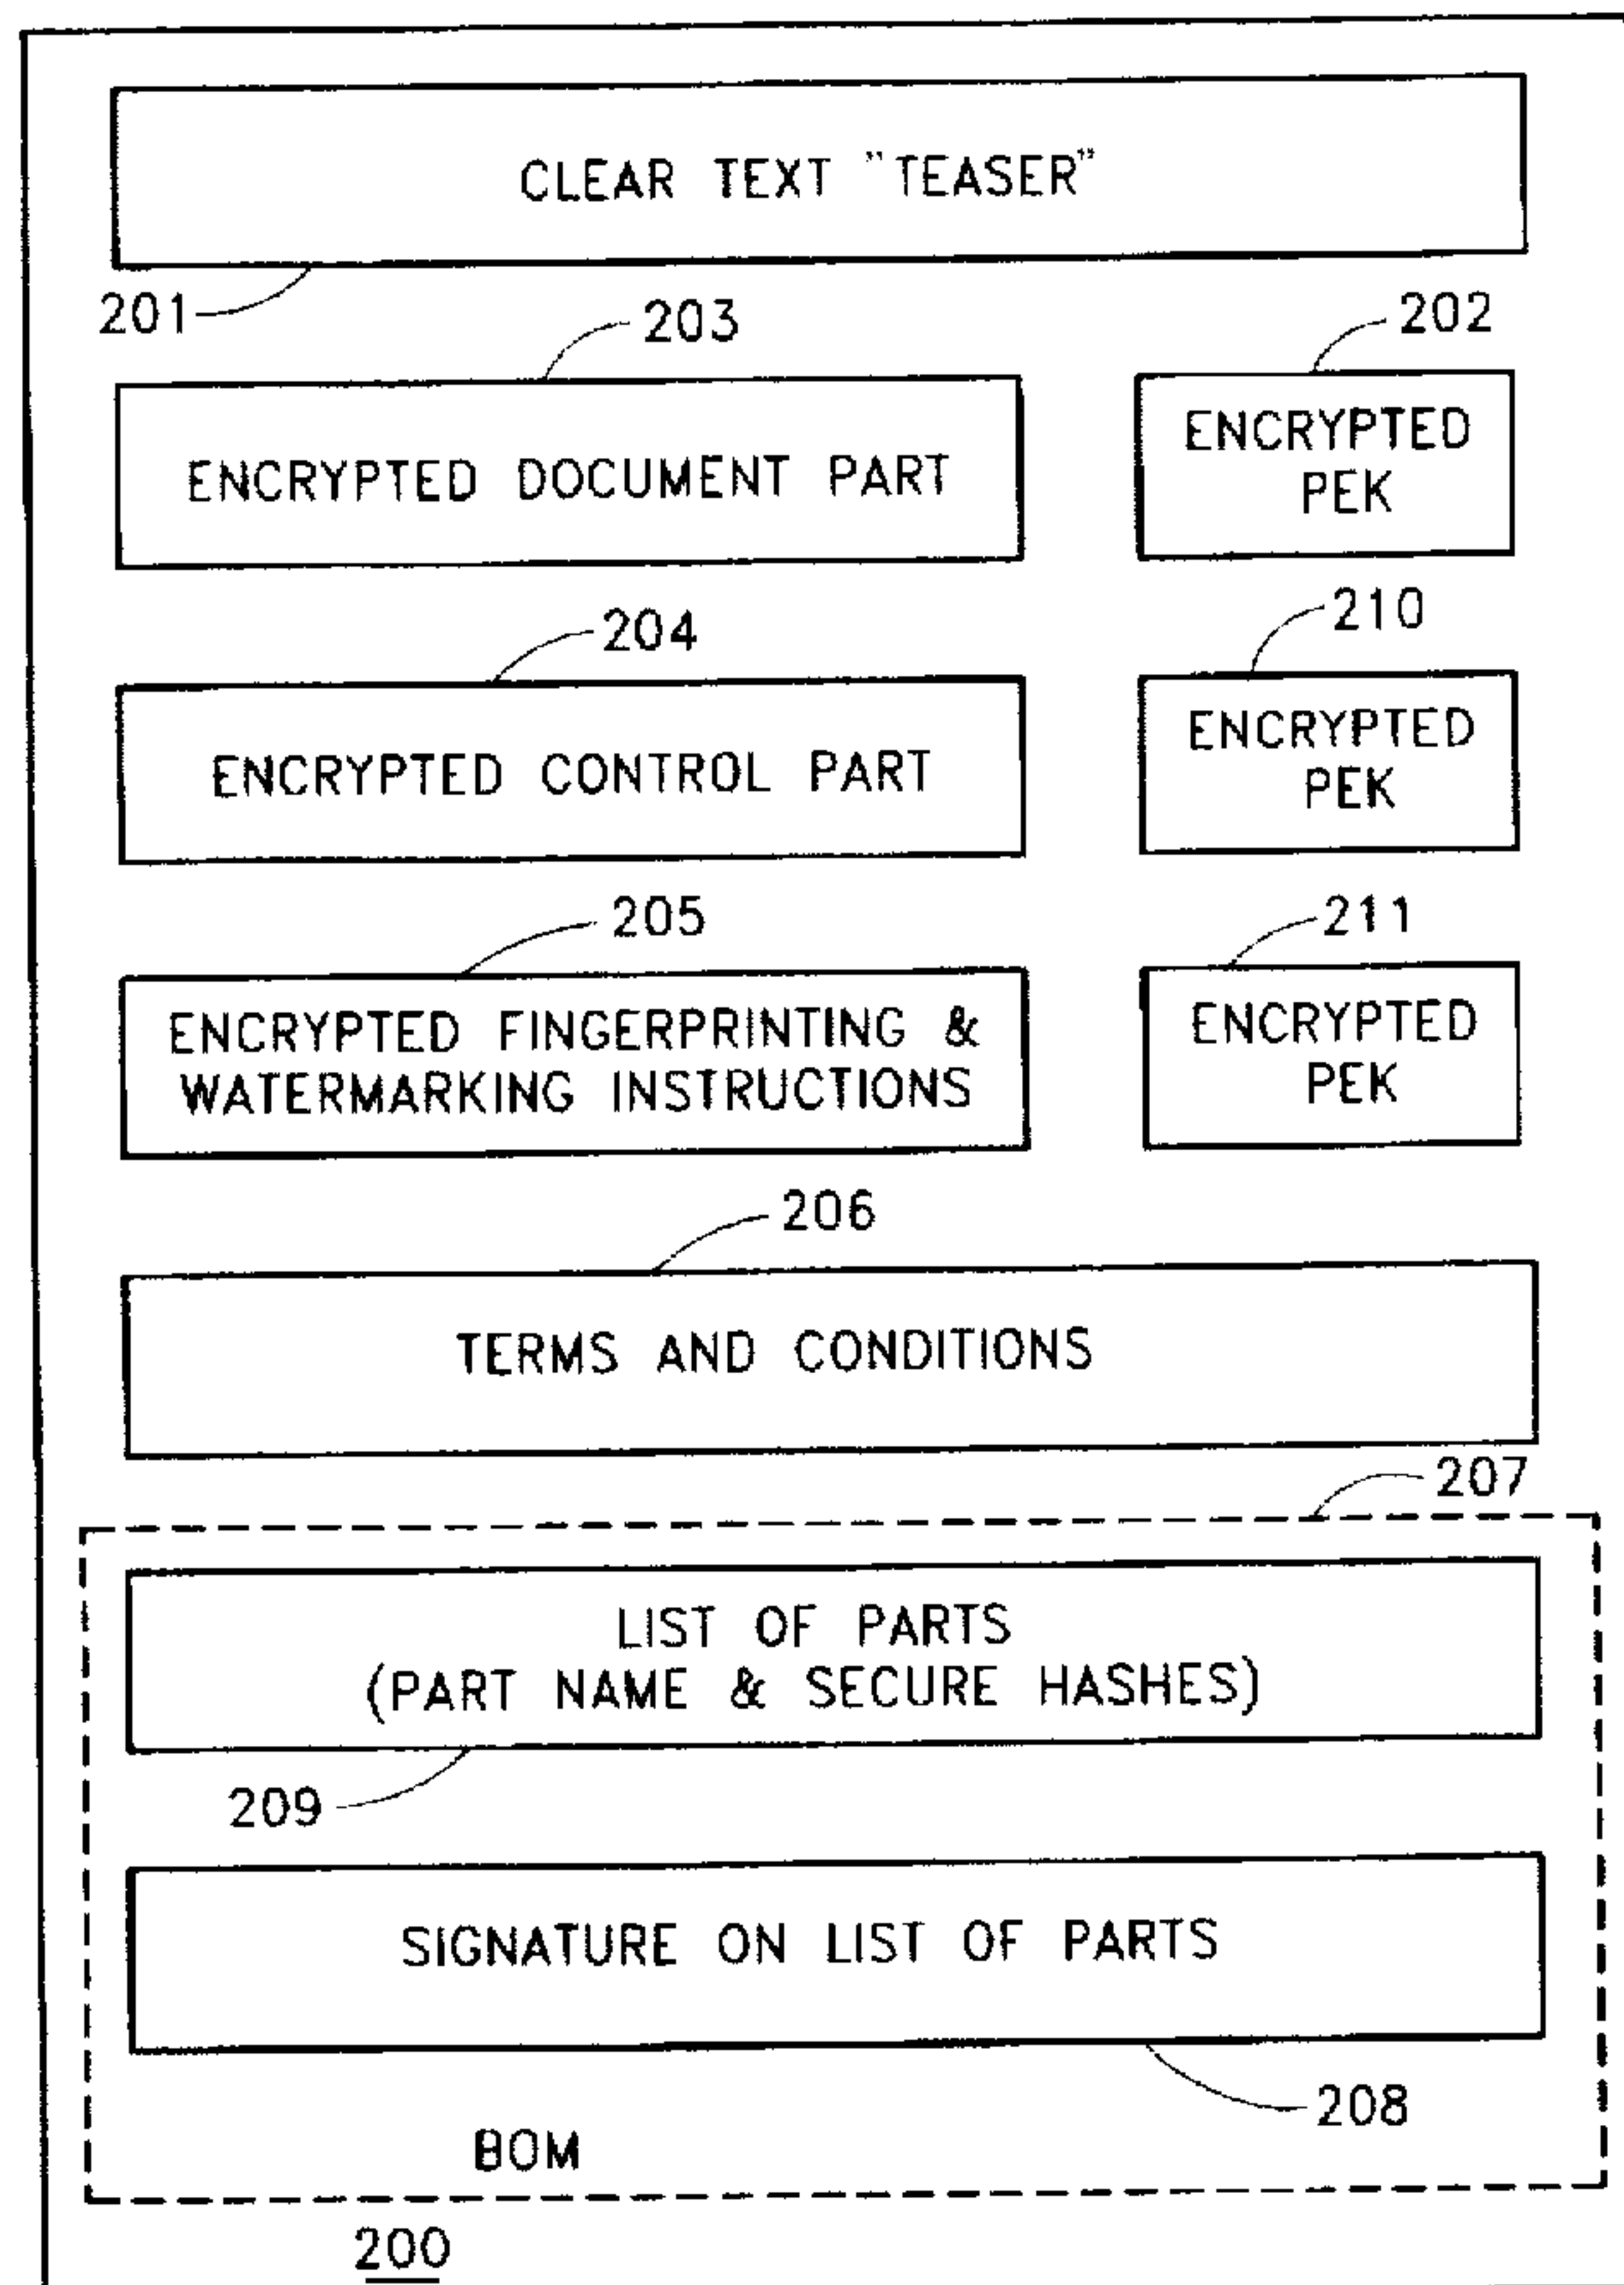 CLEAR TEXT "TEASER"
201
203
202
ENCRYPTED DOCUMENT PART
ENCRYPTED
PEK
204
210
ENCRYPTED CONTROL PART
ENCRYPTED
PEK
205
211
ENCRYPTED FINGERPRINTING &
WATERMARKING INSTRUCTIONS
ENCRYPTED
PEK
206
TERMS AND CONDITIONS
207
LIST OF PARTS
(PART NAME & SECURE HASHES)
209
SIGNATURE ON LIST OF PARTS
208
BOM
200